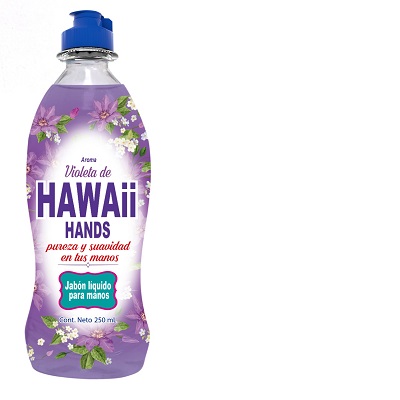 Aroma
Violeta de
HAWAii
HANDS
pureza y suavidad
en tus manos
Jabón líquido
para manos
Cont. Neto 250 ml